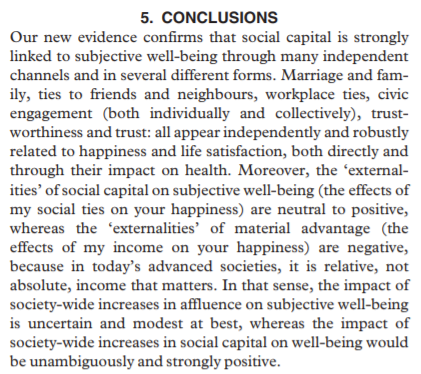 5. CONCLUSIONS
Our new evidence confirms that social capital is strongly
linked to subjective well-being through many independent
channels and in several different forms. Marriage and fam-
ily, ties to friends and neighbours, workplace ties, civic
engagement (both individually and collectively), trust-
worthiness and trust: all appear independently and robustly
related to happiness and life satisfaction, both directly and
through their impact on health. Moreover, the ‘external-
ities’ of social capital on subjective well-being (the effects of
my social ties on your happiness) are neutral to positive,
whereas the ‘externalities’ of material advantage (the
effects of my income on your happiness) are negative,
because in today’s advanced societies, it is relative, not
absolute, income that matters. In that sense, the impact of
society-wide increases in affluence on subjective well-being
is uncertain and modest at best, whereas the impact of
society-wide increases in social capital on well-being would
be unambiguously and strongly positive.